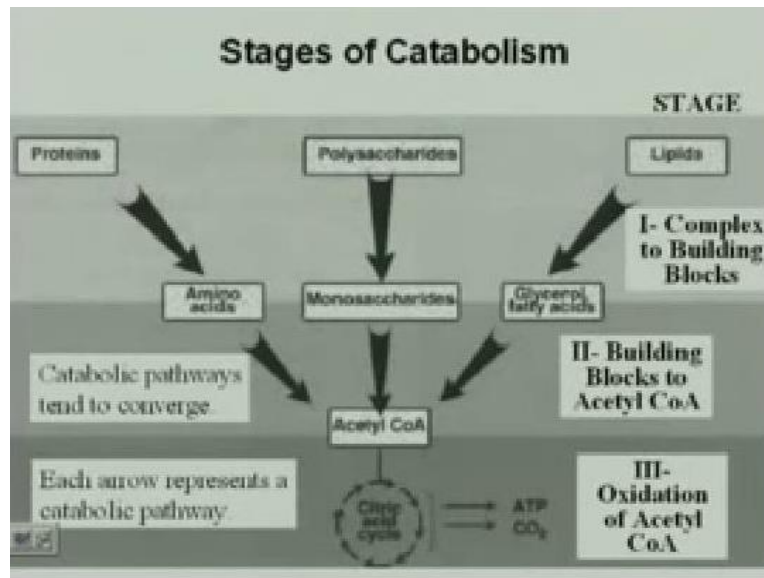 Stages of Catabolism
STAGE
Proteins
Polysaccharides
Lipids
I- Complex
to Building
Blocks
Amino
acids
Monosaccharides
Glycerol,
fatty acids
II- Building
Blocks to
Acetyl CoA
Catabolic pathways
tend to converge.
Acetyl CoA
Each arrow represents a
catabolic pathway.
Citric
acid
cycle
ATP
CO₂
III-
Oxidation
of Acetyl
CoA